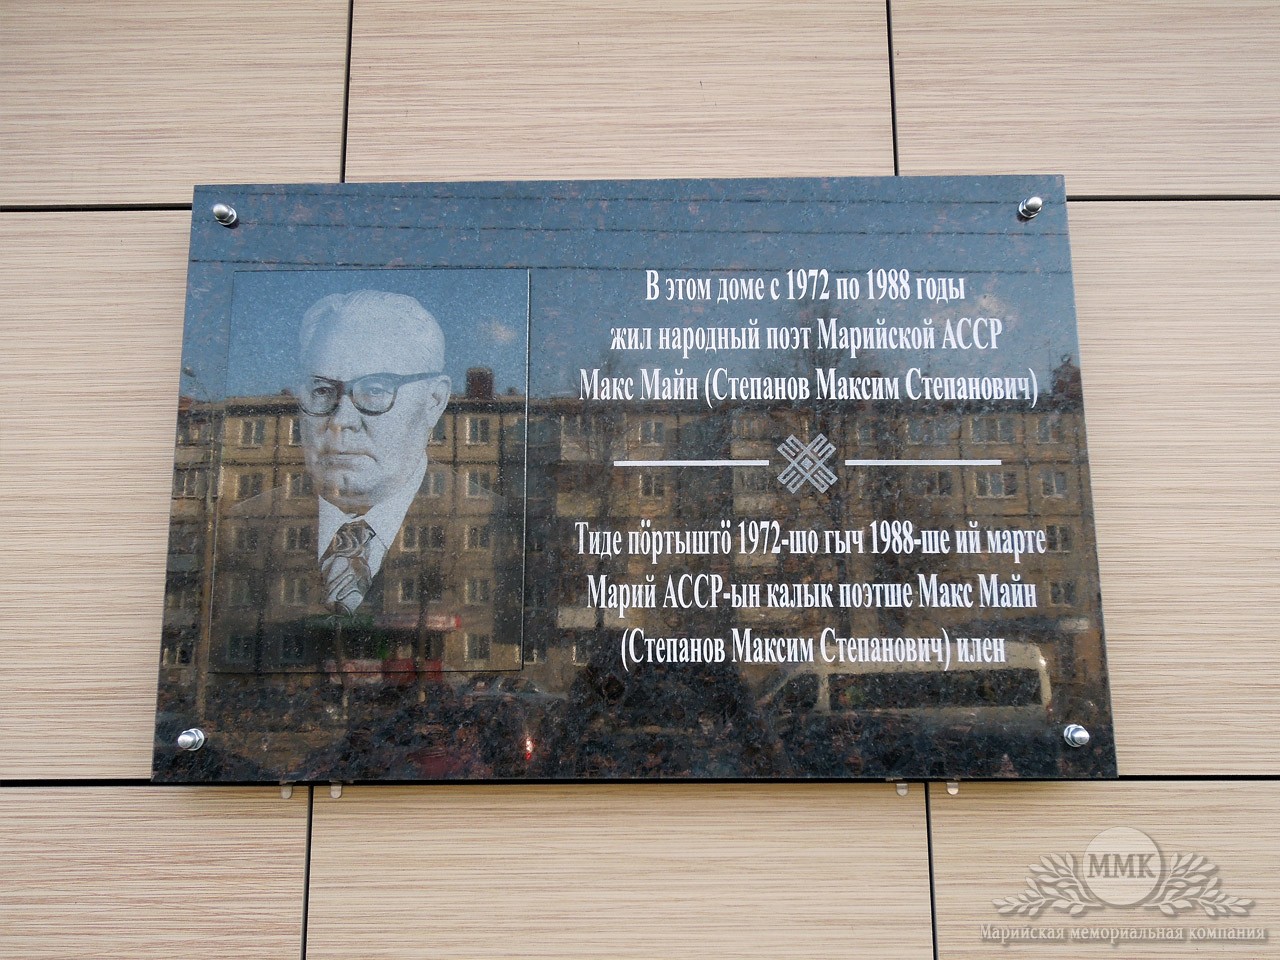 В этом доме с 1972 по 1988 годы
жил народный поэт Марийской АССР
Макс Майн (Степанов Максим Степанович)
Тиде пӧртыштӧ 1972-шо гыч 1988-ше ий марте
Марий АССР-ын калык поэтше Макс Майн
(Степанов Максим Степанович) илен
ММК
Марийская мемориальная компания